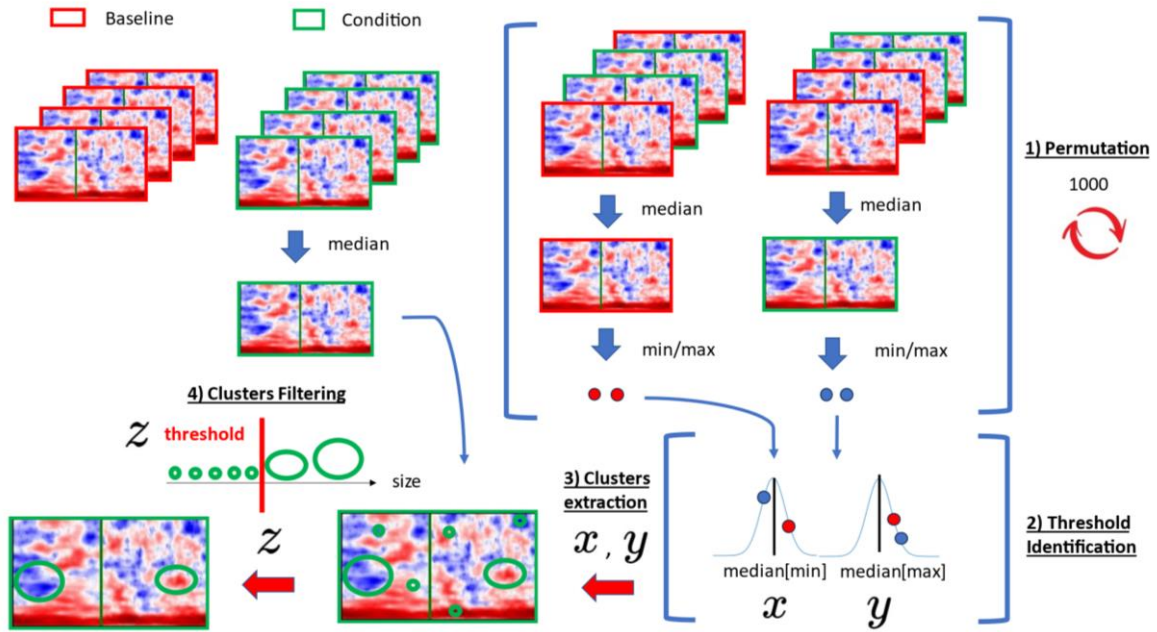 Baseline
Condition
1) Permutation
1000
median
median
median
min/max
min/max
4) Clusters Filtering
z
threshold
size
3) Clusters
extraction
x , y
z
2) Threshold
Identification
median[min]
median[max]
x
y